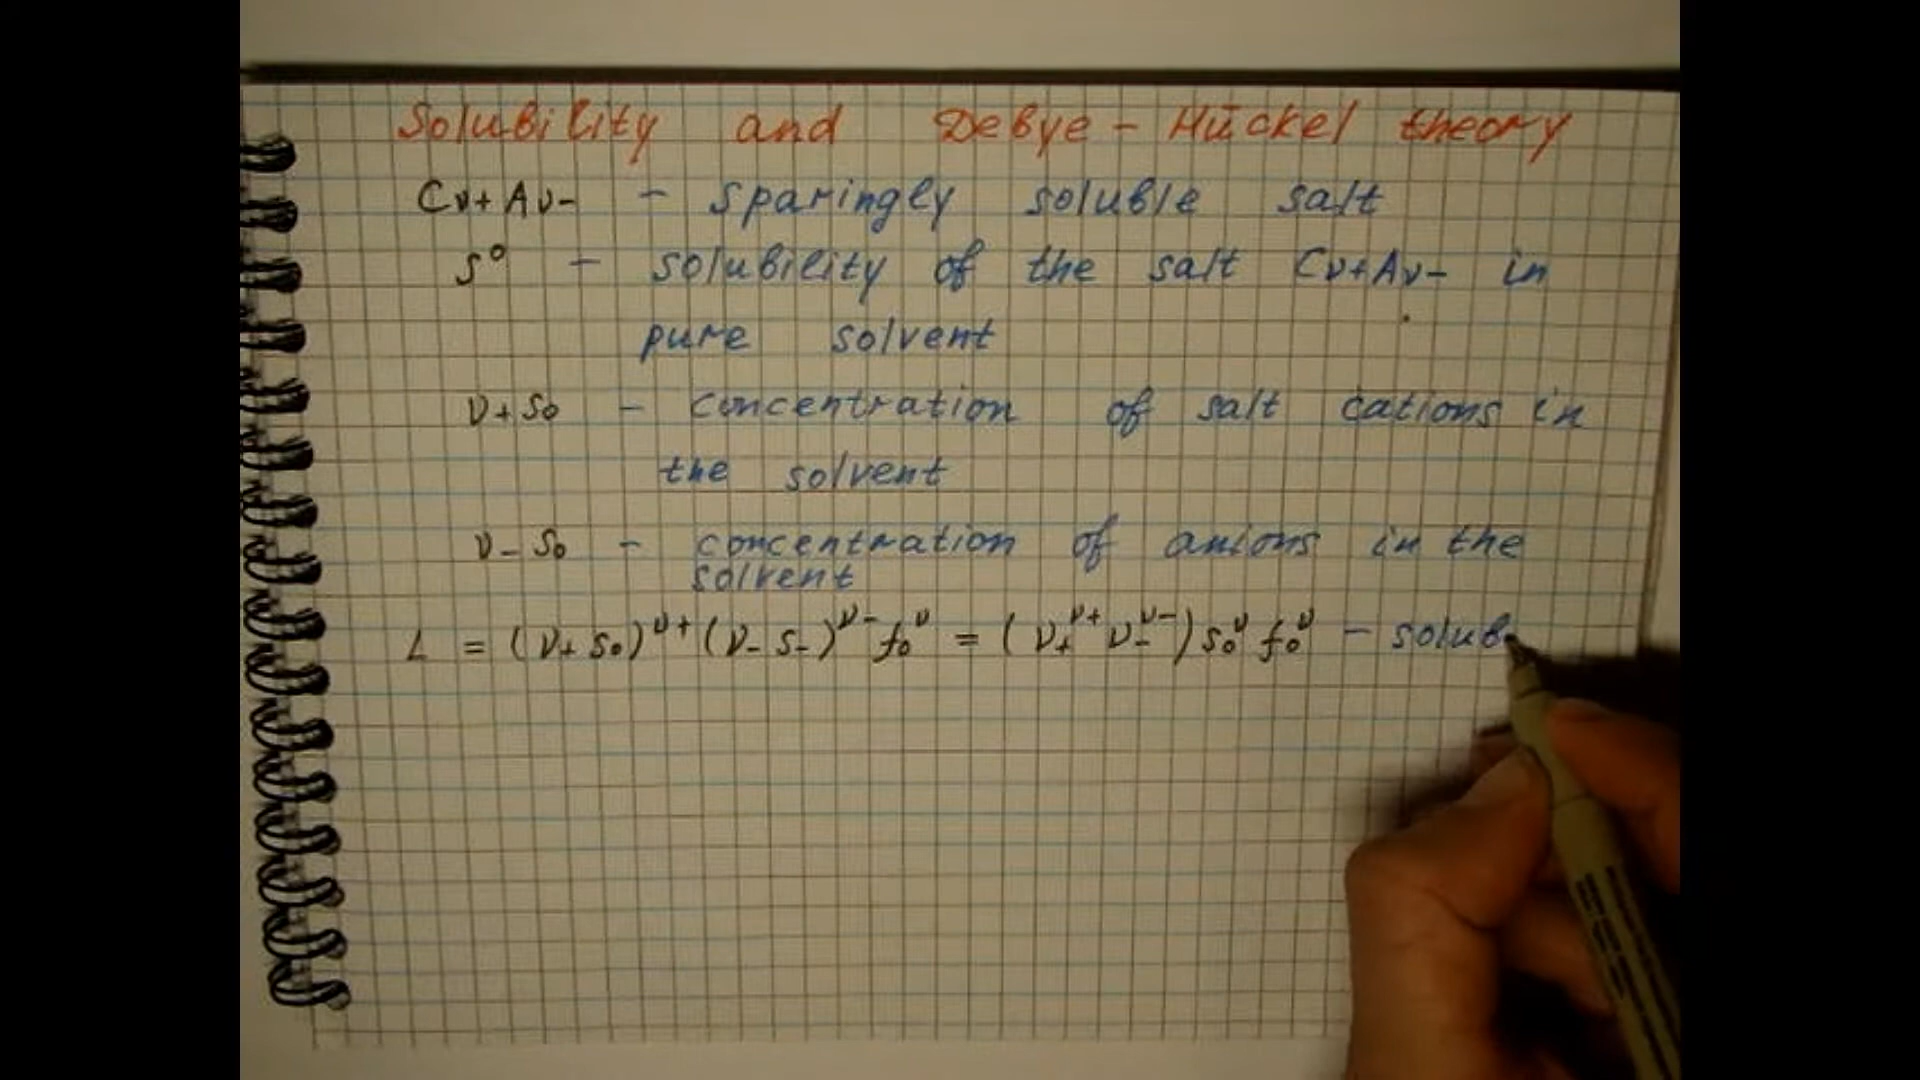 Solubility and Debye - Hückel theory
Cν+ Aν- - sparingly soluble salt
S⁰ - solubility of the salt Cν+Aν- in
pure solvent
ν+ S₀ - concentration of salt cations in
the solvent
ν- S₀ - concentration of anions in the
solvent
L = (ν₊ S₀)^ν+ (ν₋ S₋)^ν- f₀^ν = (ν₊^ν+ ν₋^ν-) S₀^ν f₀^ν - solub